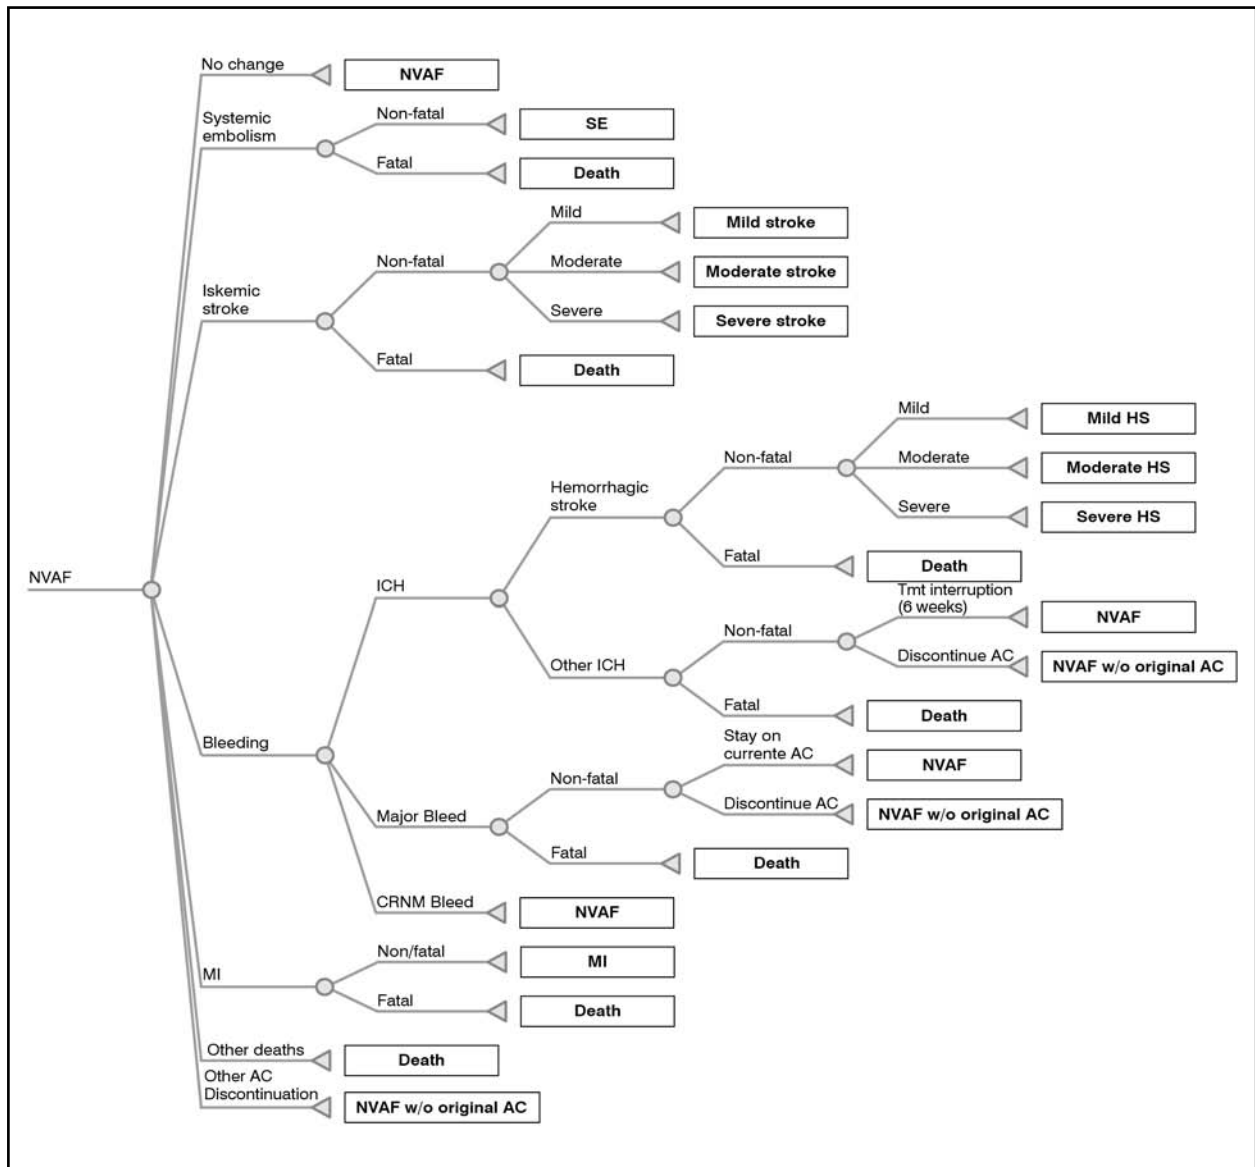 No change
NVAF
Systemic
embolism
Non-fatal
SE
Fatal
Death
Iskemic
stroke
Non-fatal
Mild
Mild stroke
Moderate
Moderate stroke
Severe
Severe stroke
Fatal
Death
NVAF
Bleeding
ICH
Hemorrhagic
stroke
Non-fatal
Mild
Mild HS
Moderate
Moderate HS
Severe
Severe HS
Fatal
Death
Other ICH
Non-fatal
Tmt interruption
(6 weeks)
NVAF
Discontinue AC
NVAF w/o original AC
Fatal
Death
Major Bleed
Non-fatal
Stay on
currente AC
NVAF
Discontinue AC
NVAF w/o original AC
Fatal
Death
CRNM Bleed
NVAF
MI
Non/fatal
MI
Fatal
Death
Other deaths
Death
Other AC
Discontinuation
NVAF w/o original AC